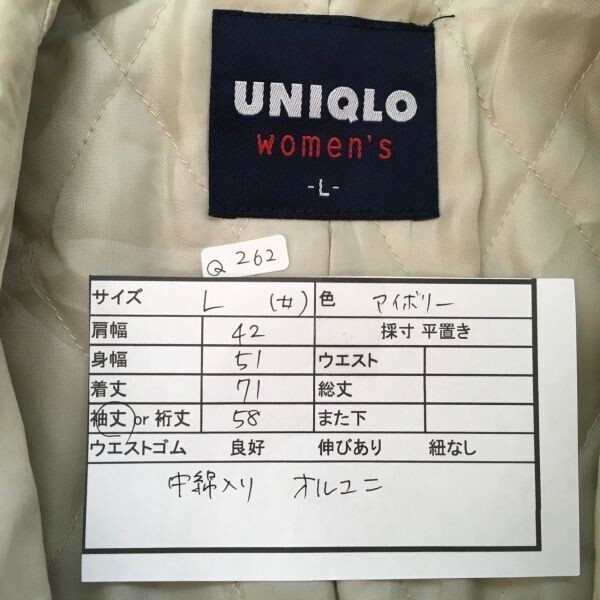 UNIQLO
women's
-L-
Q 262
サイズ L (女) 色 アイボリー
肩幅 42 採寸 平置き
身幅 51 ウエスト
着丈 71 総丈
袖丈 or 裄丈 58 また下
ウエストゴム 良好 伸びあり 紐なし
中綿入り オルユニ